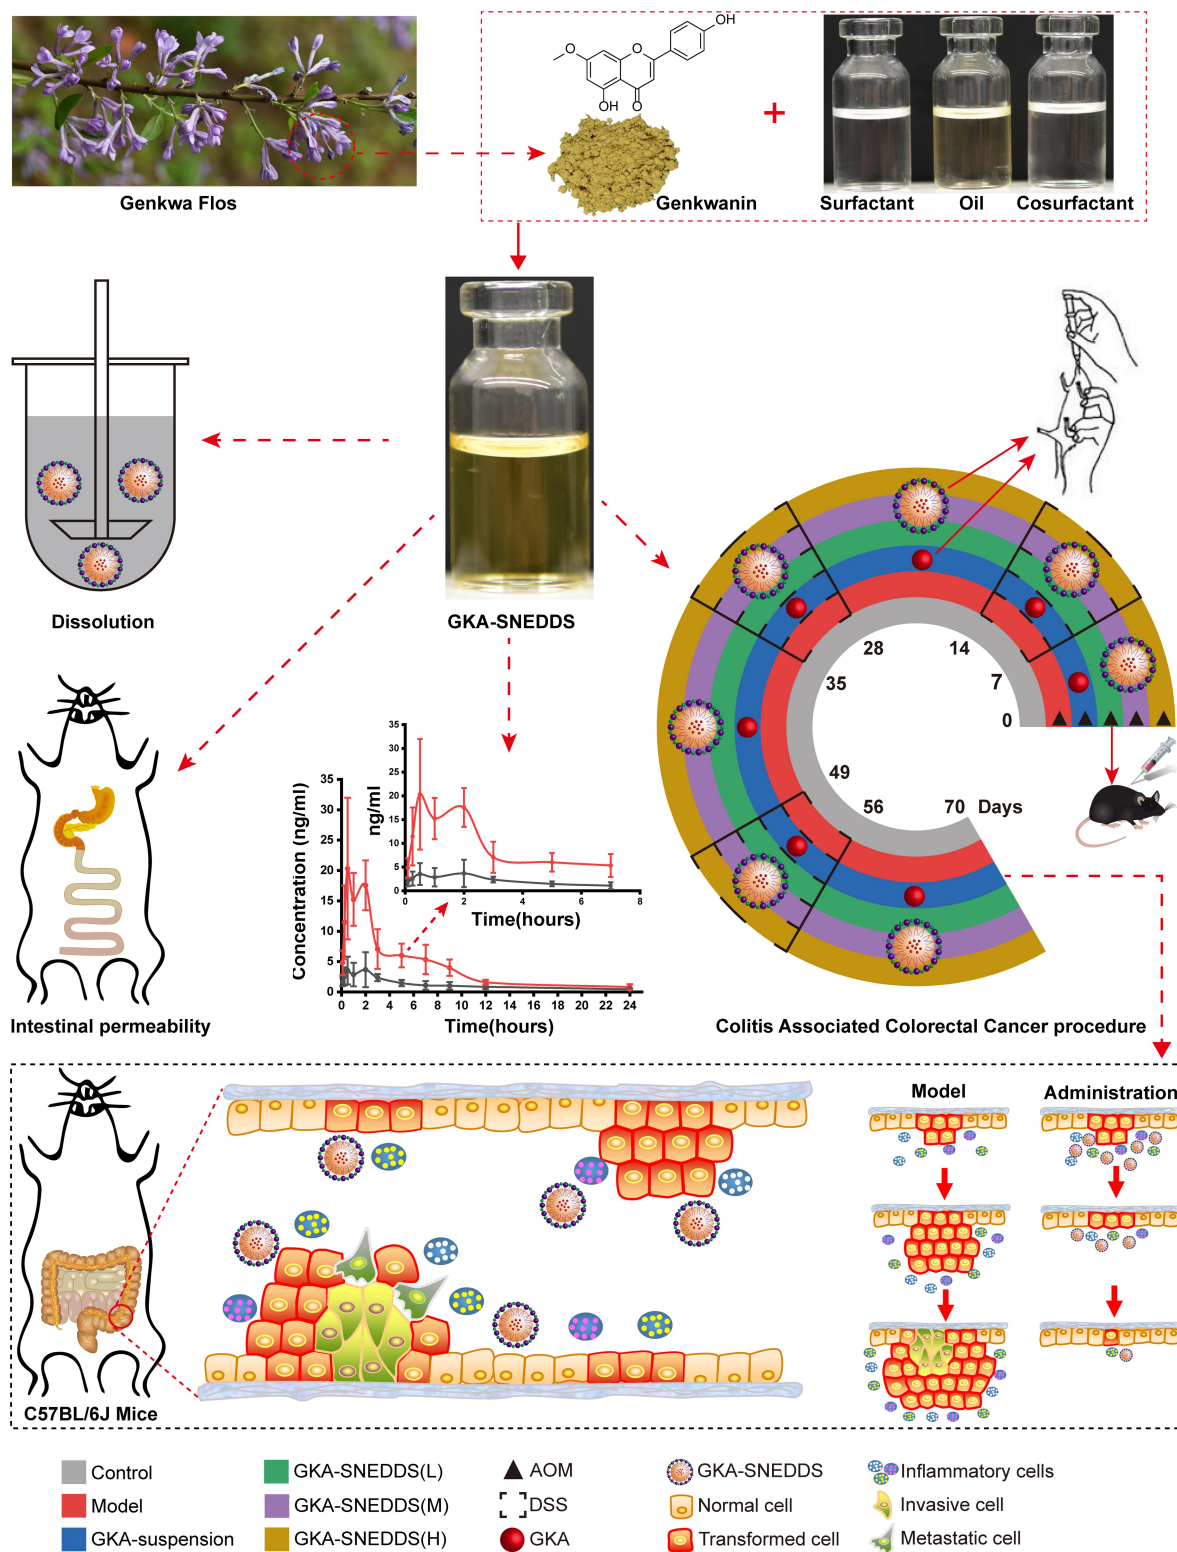 OH
O
O
OH
O
+
Genkwa Flos
Genkwanin
Surfactant
Oil
Cosurfactant
Dissolution
GKA-SNEDDS
28
14
35
7
0
49
56
70 Days
Concentration (ng/ml)
35
30
25
20
15
10
5
0
0 2 4 6 8 10 12 14 16 18 20 22 24
Time(hours)
ng/ml
35
30
25
20
15
10
5
0
0 2 4 6 8
Time(hours)
Intestinal permeability
Colitis Associated Colorectal Cancer procedure
Model
Administration
C57BL/6J Mice
Control
GKA-SNEDDS(L)
AOM
GKA-SNEDDS
Inflammatory cells
Model
GKA-SNEDDS(M)
DSS
Normal cell
Invasive cell
GKA-suspension
GKA-SNEDDS(H)
GKA
Transformed cell
Metastatic cell